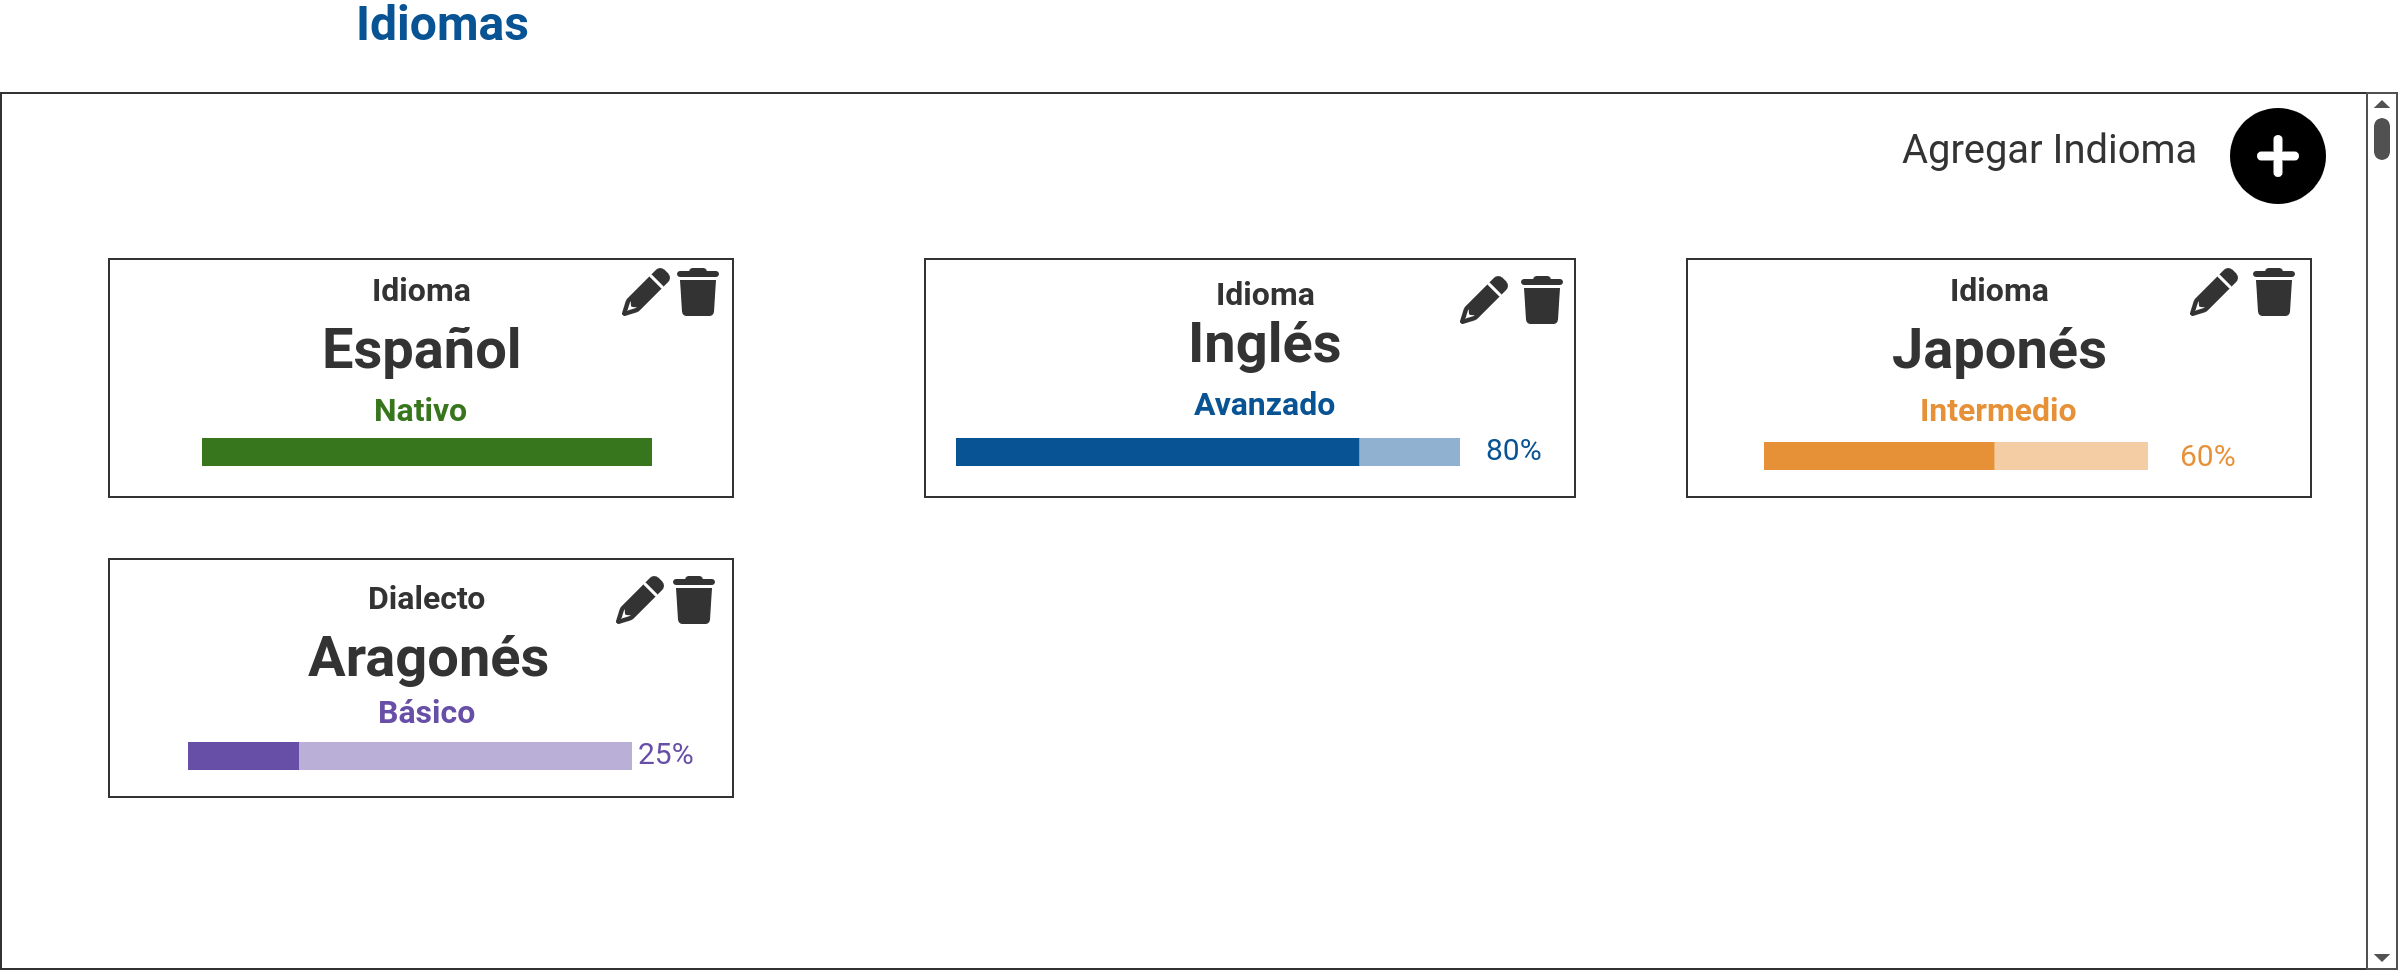 Idiomas
Agregar Indioma
Idioma
Español
Nativo
Idioma
Inglés
Avanzado
80%
Idioma
Japonés
Intermedio
60%
Dialecto
Aragonés
Básico
25%